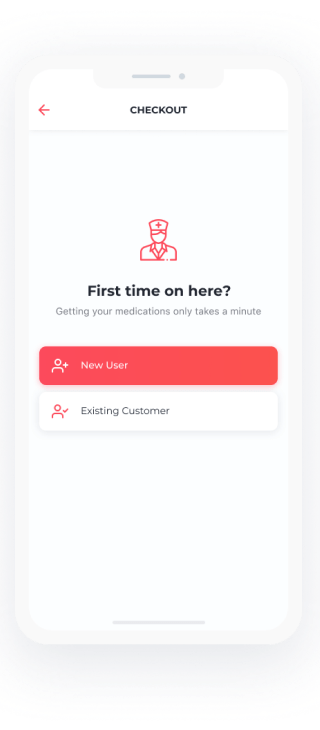 CHECKOUT
First time on here?
Getting your medications only takes a minute
New User
Existing Customer